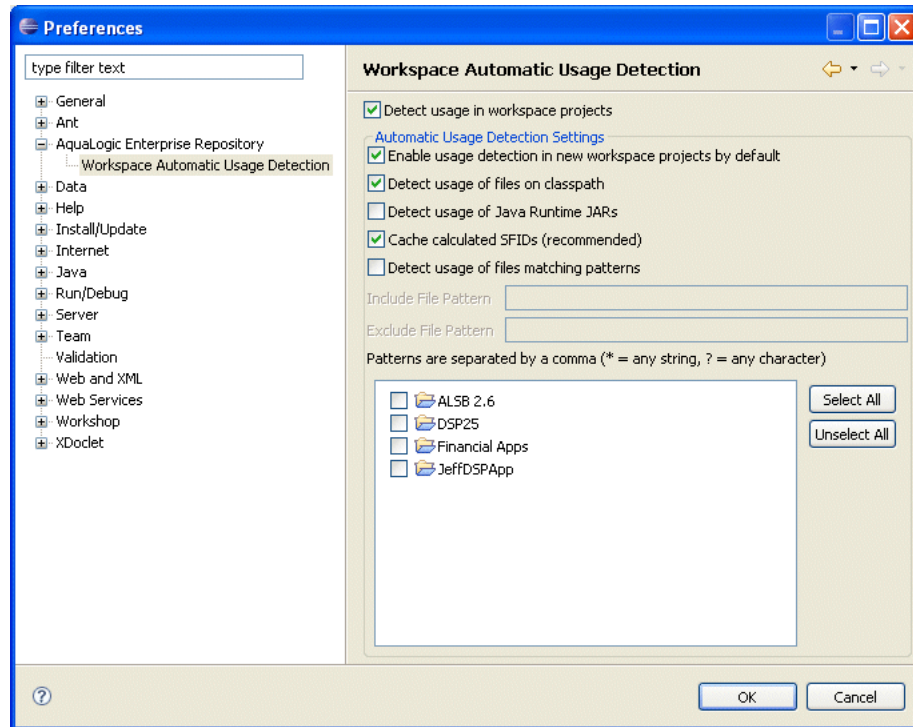 Preferences
type filter text
General
Ant
AquaLogic Enterprise Repository
Workspace Automatic Usage Detection
Data
Help
Install/Update
Internet
Java
Run/Debug
Server
Team
Validation
Web and XML
Web Services
Workshop
XDoclet
Workspace Automatic Usage Detection
Detect usage in workspace projects
Automatic Usage Detection Settings
Enable usage detection in new workspace projects by default
Detect usage of files on classpath
Detect usage of Java Runtime JARs
Cache calculated SFIDs (recommended)
Detect usage of files matching patterns
Include File Pattern
Exclude File Pattern
Patterns are separated by a comma (* = any string, ? = any character)
ALSB 2.6
DSP25
Financial Apps
JeffDSPApp
Select All
Unselect All
?
OK
Cancel